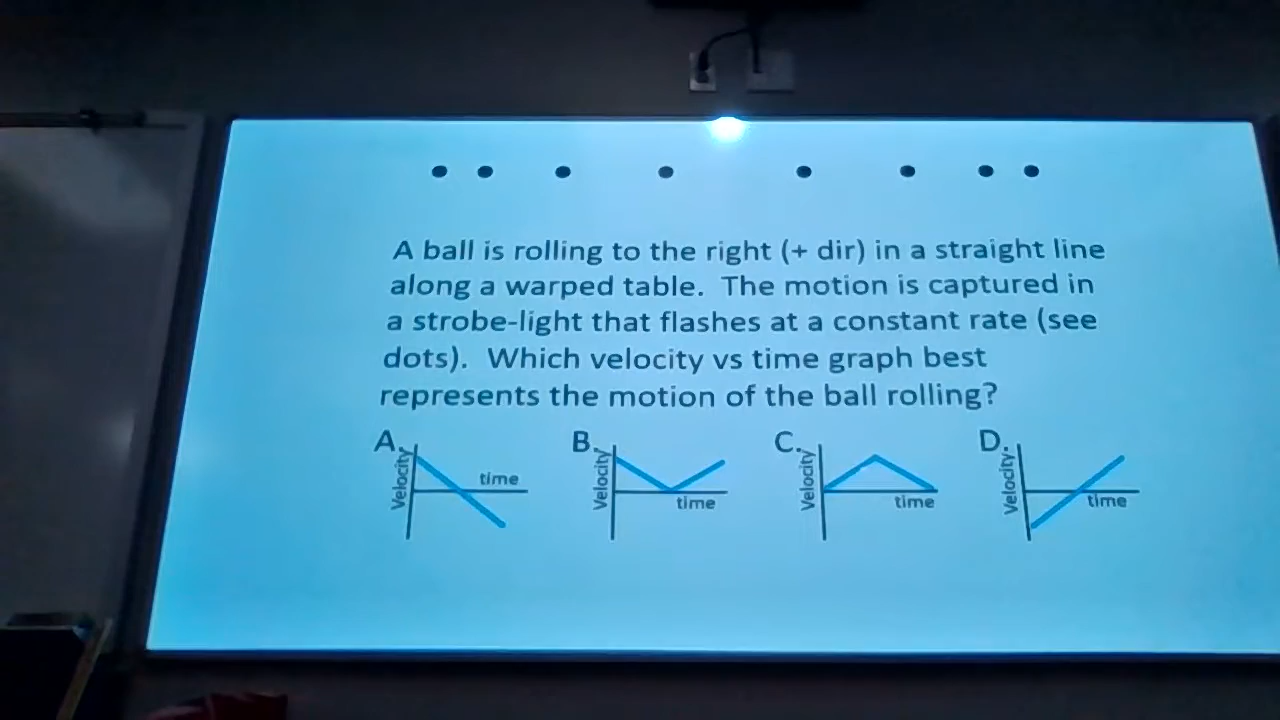 A ball is rolling to the right (+ dir) in a straight line
along a warped table. The motion is captured in
a strobe-light that flashes at a constant rate (see
dots). Which velocity vs time graph best
represents the motion of the ball rolling?
A. B. C. D.
Velocity time Velocity time Velocity time Velocity time